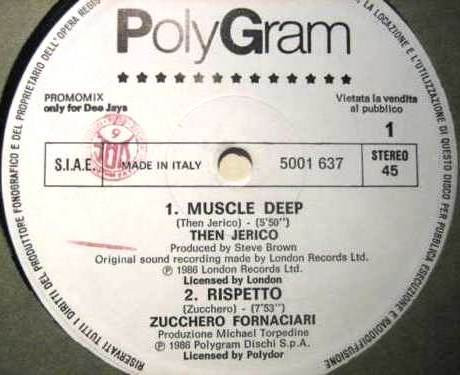 PolyGram
★★★★★★★★★★★★★
PROMOMIX
only for Dee Jays
Vietata la vendita
al pubblico
1
S.I.A.E.
9
MADE IN ITALY
5001 637
STEREO
45
1. MUSCLE DEEP
(Then Jerico) - (5'50'')
THEN JERICO
Produced by Steve Brown
Original sound recording made by London Records Ltd.
℗ 1986 London Records Ltd.
Licensed by London
2. RISPETTO
(Zucchero) - (7'53'')
ZUCCHERO FORNACIARI
Produzione Michael Torpedine
℗ 1986 Polygram Dischi S.p.A.
Licensed by Polydor
RISERVATI TUTTI I DIRITTI DEL PRODUTTORE FONOGRAFICO E DEL PROPRIETARIO DELL'OPERA
LA LOCAZIONE E L'UTILIZZAZIONE DI QUESTO DISCO PER PUBBLICA ESECUZIONE E RADIODIFFUSIONE